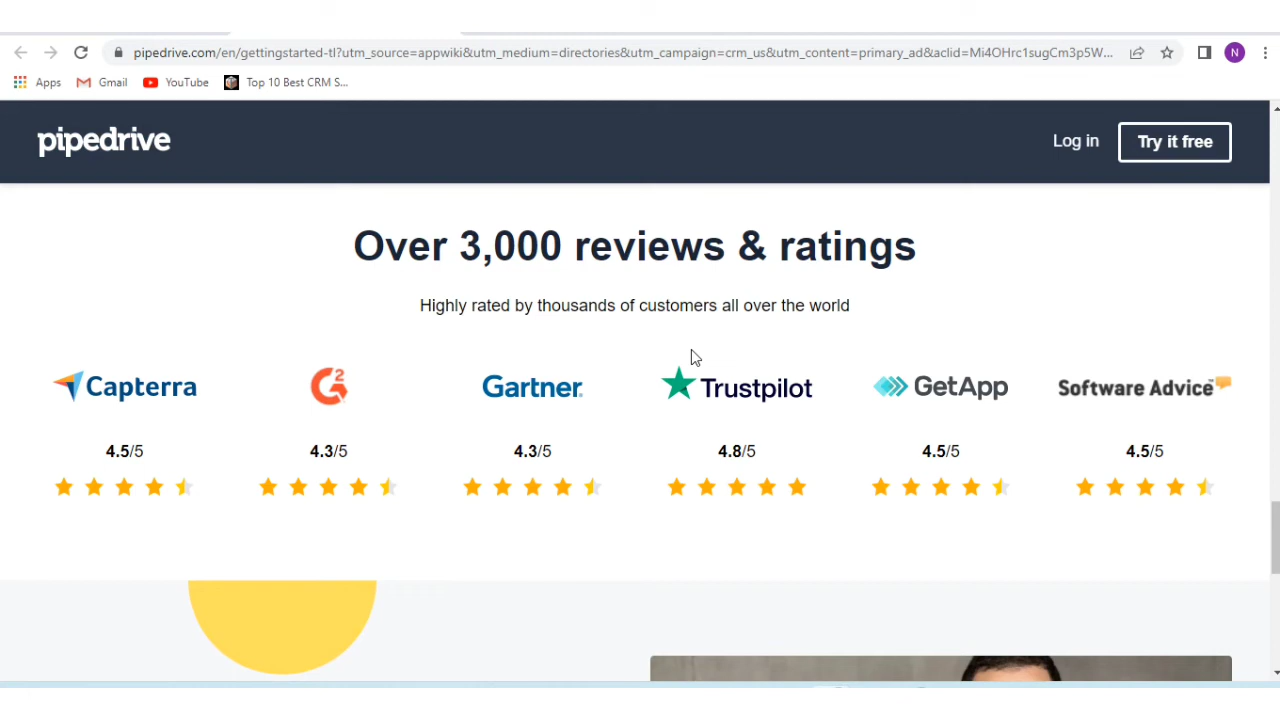 pipedrive.com/en/gettingstarted-tl?utm_source=appwiki&utm_medium=directories&utm_campaign=crm_us&utm_content=primary_ad&aclid=Mi4OHrc1sugCm3p5W...
N
Apps Gmail YouTube Top 10 Best CRM S...
pipedrive
Log in Try it free
Over 3,000 reviews & ratings
Highly rated by thousands of customers all over the world
Capterra G2 Gartner. Trustpilot GetApp Software Advice™
4.5/5 4.3/5 4.3/5 4.8/5 4.5/5 4.5/5